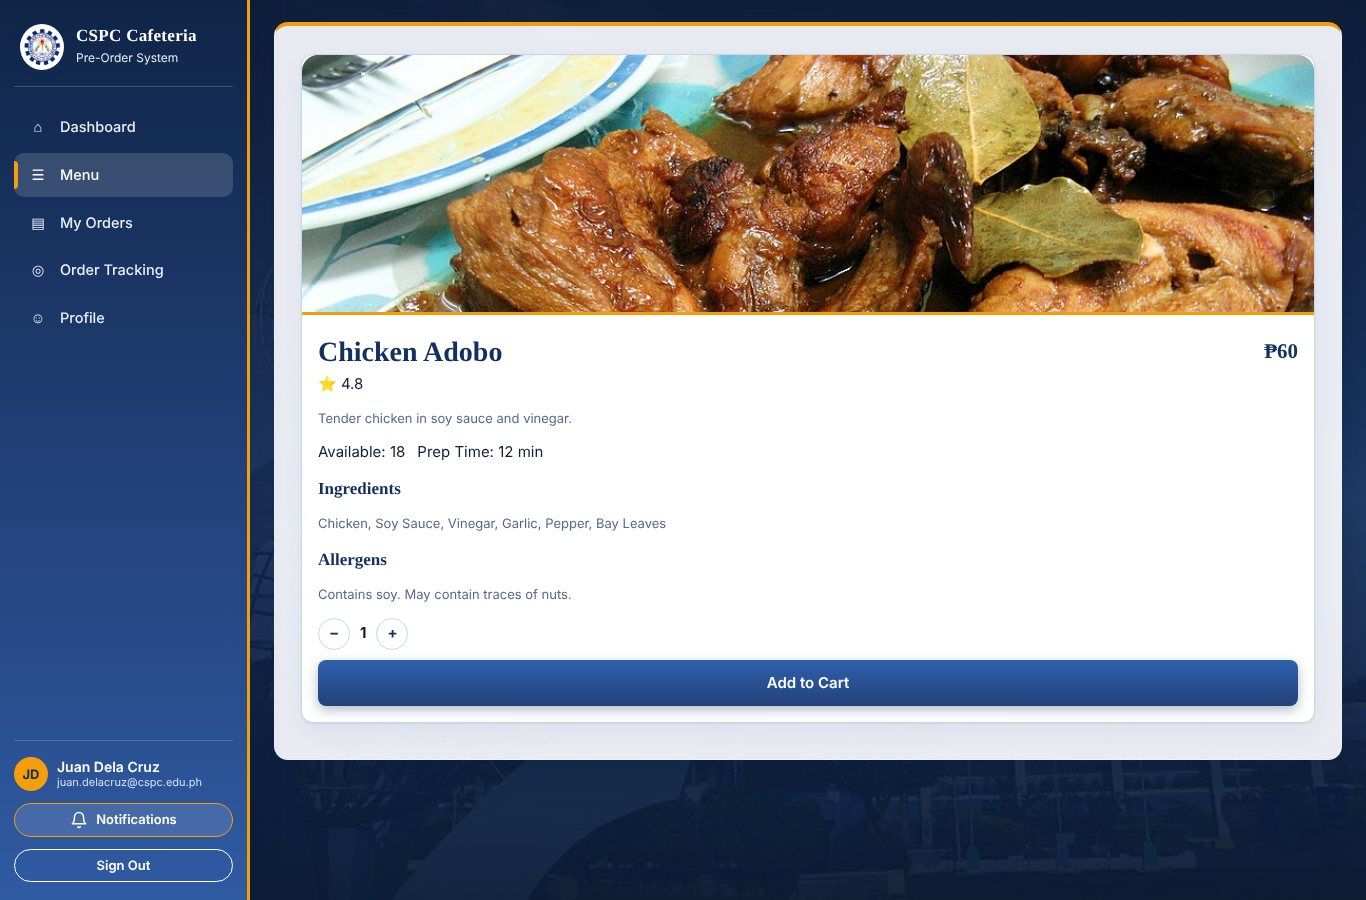 CSPC Cafeteria
Pre-Order System
Dashboard
Menu
My Orders
Order Tracking
Profile
JD
Juan Dela Cruz
juan.delacruz@cspc.edu.ph
Notifications
Sign Out
Chicken Adobo
₱60
⭐ 4.8
Tender chicken in soy sauce and vinegar.
Available: 18 Prep Time: 12 min
Ingredients
Chicken, Soy Sauce, Vinegar, Garlic, Pepper, Bay Leaves
Allergens
Contains soy. May contain traces of nuts.
− 1 +
Add to Cart